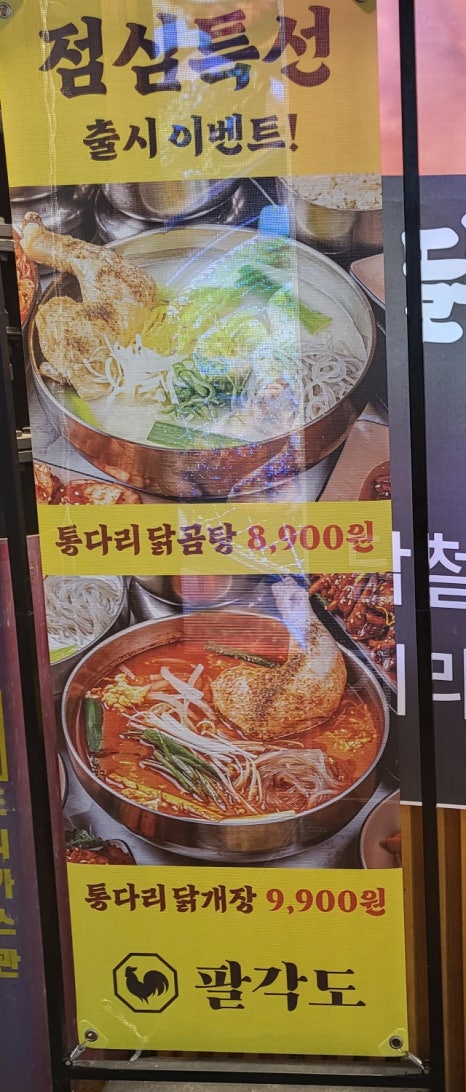 점심특선
출시 이벤트!
통다리 닭곰탕 8,900원
통다리 닭개장 9,900원
팔각도